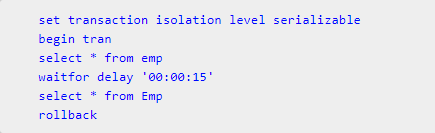 set transaction isolation level serializable
begin tran
select * from emp
waitfor delay '00:00:15'
select * from Emp
rollback